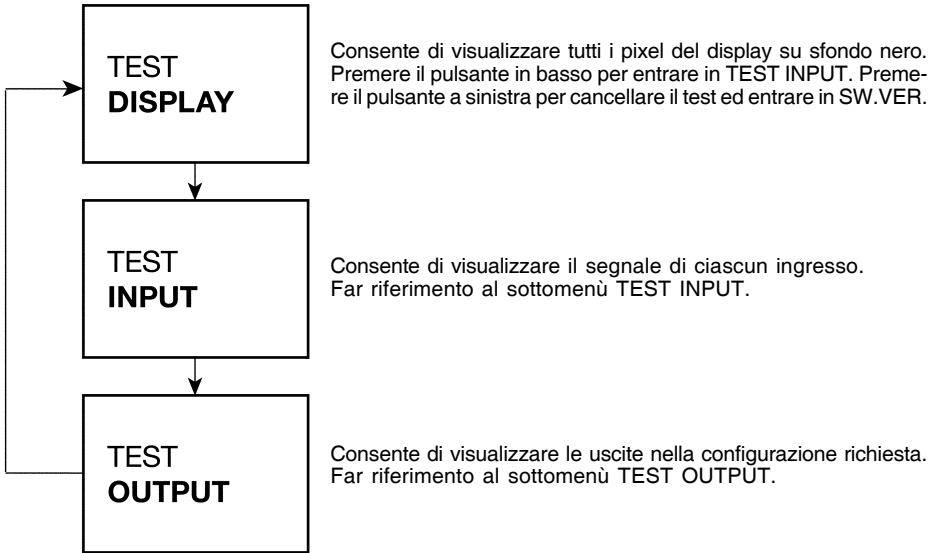 TEST
DISPLAY
Consente di visualizzare tutti i pixel del display su sfondo nero.
Premere il pulsante in basso per entrare in TEST INPUT. Preme-
re il pulsante a sinistra per cancellare il test ed entrare in SW.VER.
TEST
INPUT
Consente di visualizzare il segnale di ciascun ingresso.
Far riferimento al sottomenù TEST INPUT.
TEST
OUTPUT
Consente di visualizzare le uscite nella configurazione richiesta.
Far riferimento al sottomenù TEST OUTPUT.